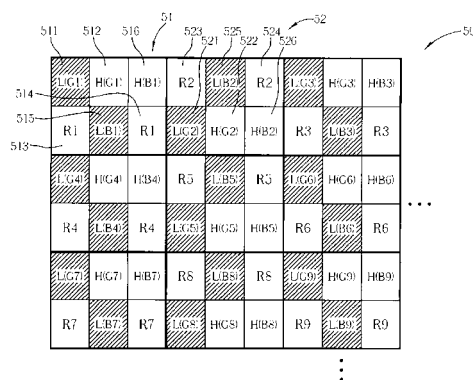 511 512 516 51 523 525 52 524 50
521 522 526
L(G1) H(G1) H(B1) R2 L(B2) R2 L(G3) H(G3) H(B3)
514
515
R1 L(B1) R1 L(G2) H(G2) H(B2) R3 L(B3) R3
513
L(G4) H(G4) H(B4) R5 L(B5) R5 L(G6) H(G6) H(B6)
R4 L(B4) R4 L(G5) H(G5) H(B5) R6 L(B6) R6
L(G7) H(G7) H(B7) R8 L(B8) R8 L(G9) H(G9) H(B9)
R7 L(B7) R7 L(G8) H(G8) H(B8) R9 L(B9) R9